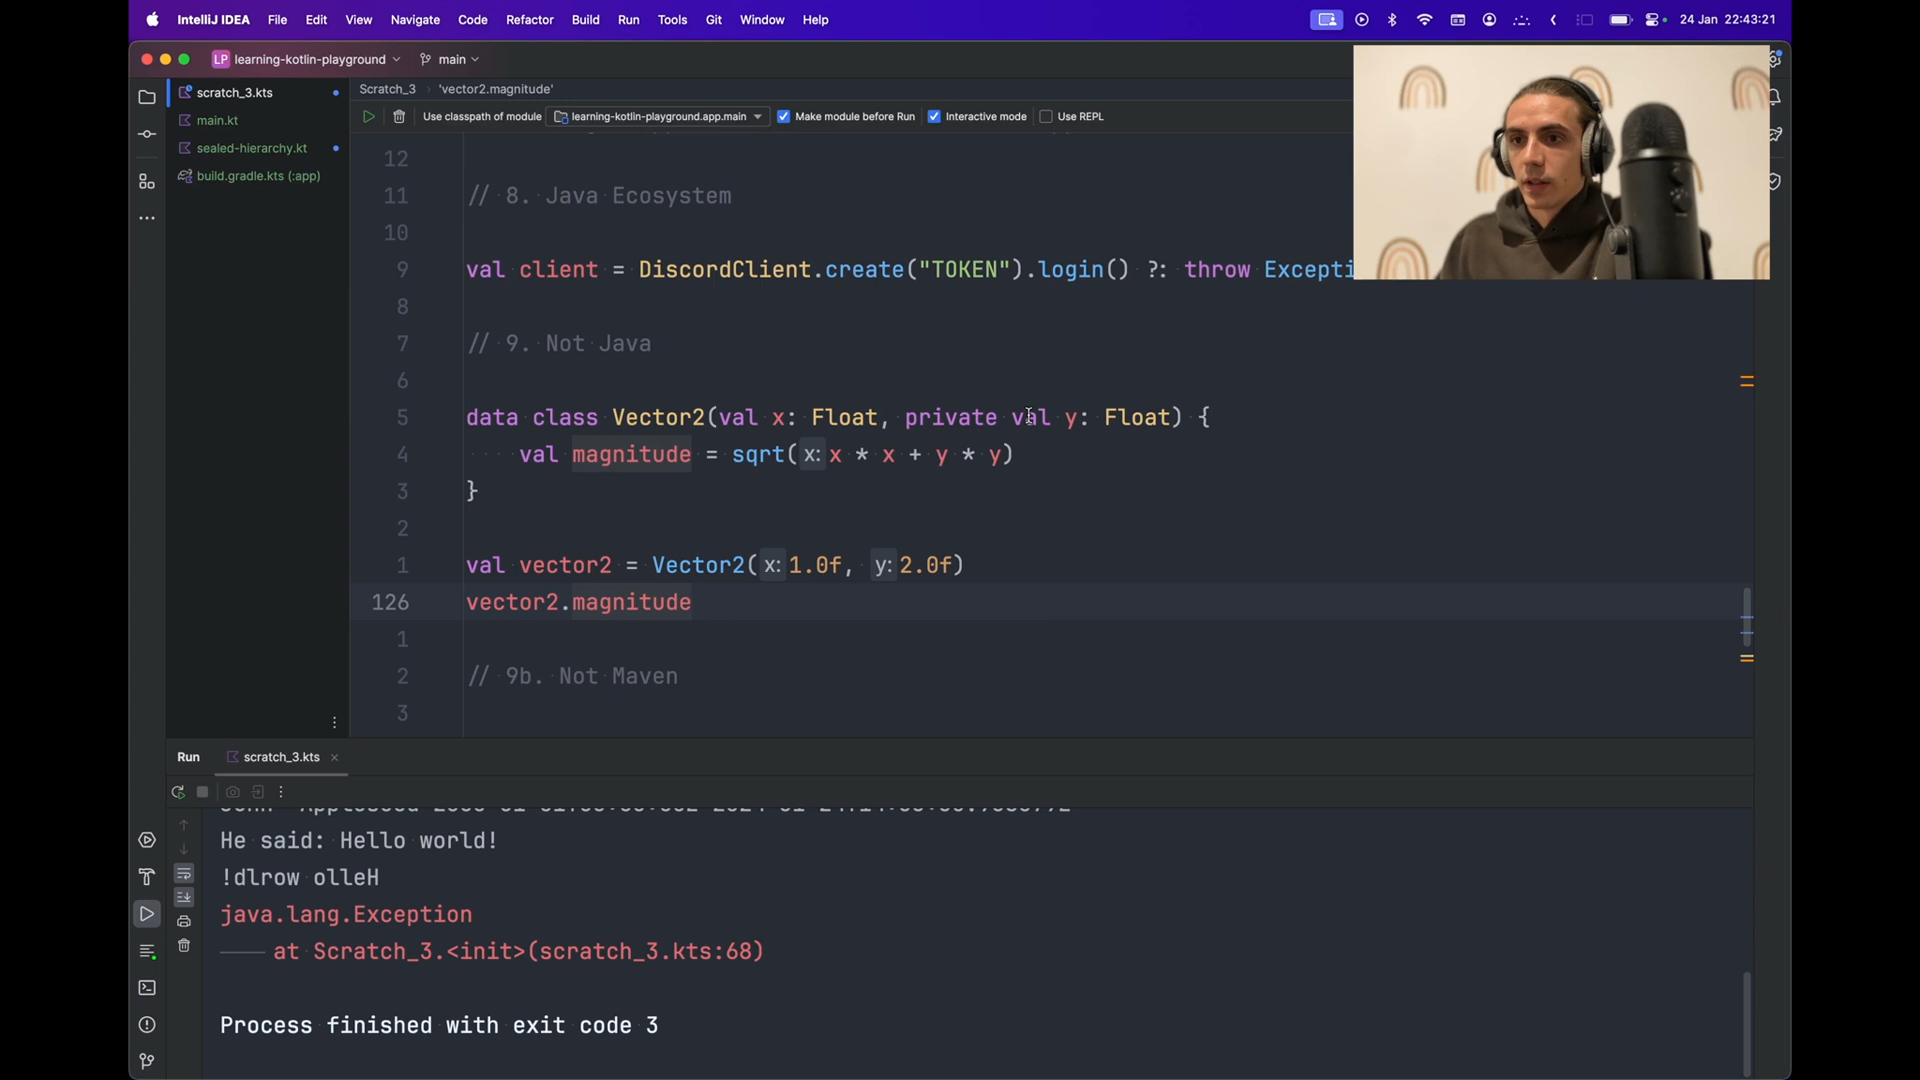 IntelliJ IDEA File Edit View Navigate Code Refactor Build Run Tools Git Window Help 24 Jan 22:43:21
LP learning-kotlin-playground main
scratch_3.kts
main.kt
sealed-hierarchy.kt
build.gradle.kts (:app)
Scratch_3 › 'vector2.magnitude'
Use classpath of module learning-kotlin-playground.app.main Make module before Run Interactive mode Use REPL
12
11 // 8. Java Ecosystem
10
9 val client = DiscordClient.create("TOKEN").login() ?: throw Excepti
8
7 // 9. Not Java
6
5 data class Vector2(val x: Float, private val y: Float) {
4 val magnitude = sqrt( x: x * x + y * y)
3 }
2
1 val vector2 = Vector2( x: 1.0f, y: 2.0f)
126 vector2.magnitude
1
2 // 9b. Not Maven
3
Run scratch_3.kts ×
He said: Hello world!
!dlrow olleH
java.lang.Exception
at Scratch_3.<init>(scratch_3.kts:68)
Process finished with exit code 3